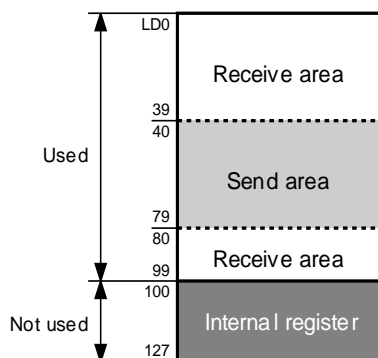 LD0
Receive area
39
40
Used
Send area
79
80
Receive area
99
100
Not used
Internal register
127